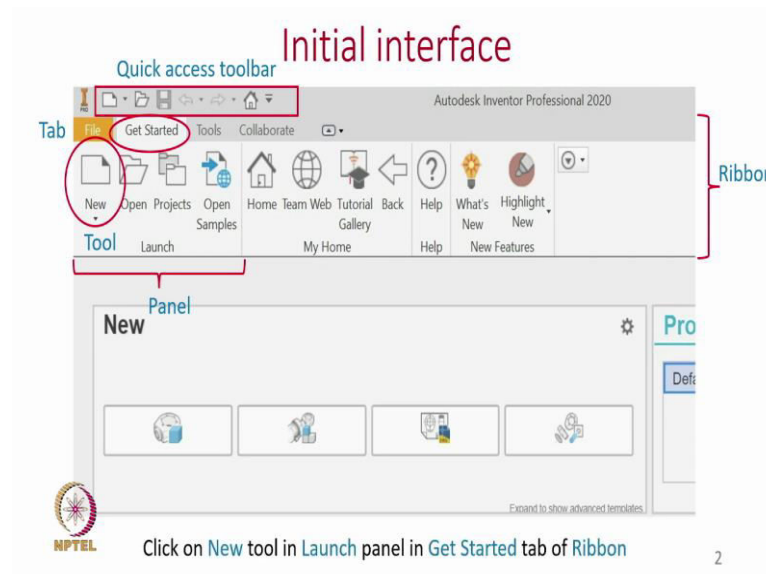 Initial interface
Quick access toolbar
PRO
Autodesk Inventor Professional 2020
Tab
File Get Started Tools Collaborate
Ribbon
New Open Projects Open Samples Home Team Web Tutorial Gallery Back Help What's New Highlight New
Tool Launch My Home Help New Features
Panel
New
Pro
Defa
Expand to show advanced templates
NPTEL
Click on New tool in Launch panel in Get Started tab of Ribbon
2